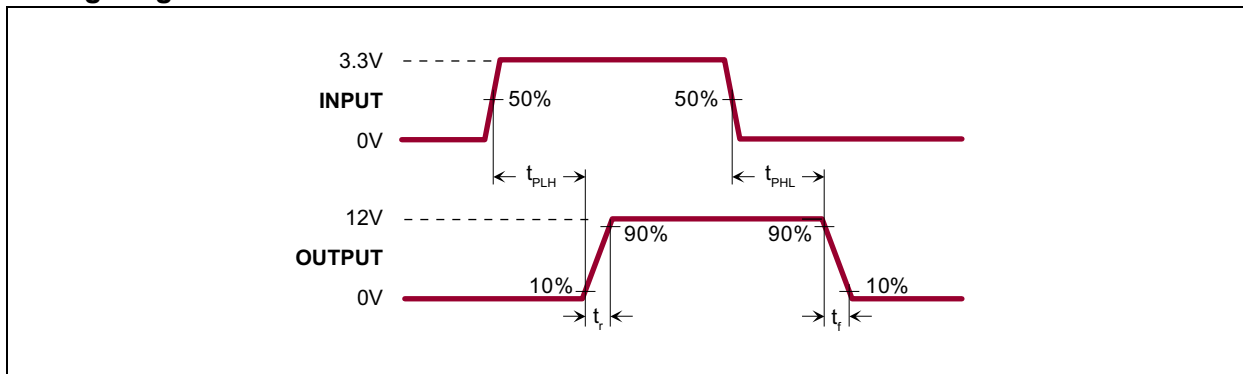 3.3V
INPUT
50%
50%
0V
tPLH
tPHL
12V
90%
90%
OUTPUT
10%
10%
0V
tr
tf